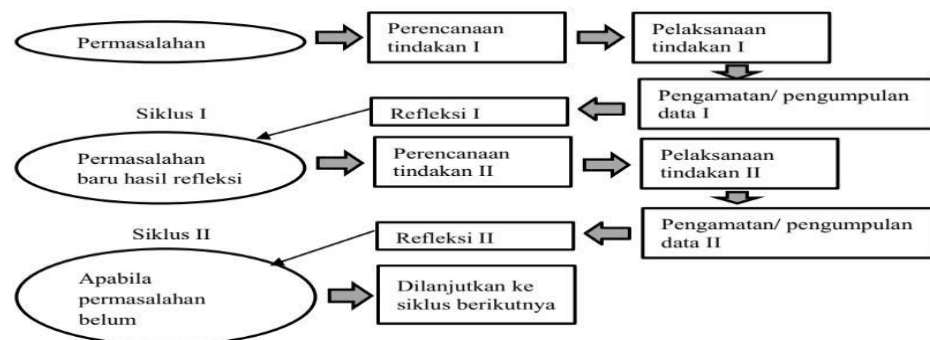 Permasalahan
Perencanaan
tindakan I
Pelaksanaan
tindakan I
Pengamatan/ pengumpulan
data I
Refleksi I
Siklus I
Permasalahan
baru hasil refleksi
Perencanaan
tindakan II
Pelaksanaan
tindakan II
Pengamatan/ pengumpulan
data II
Refleksi II
Siklus II
Apabila
permasalahan
belum
Dilanjutkan ke
siklus berikutnya